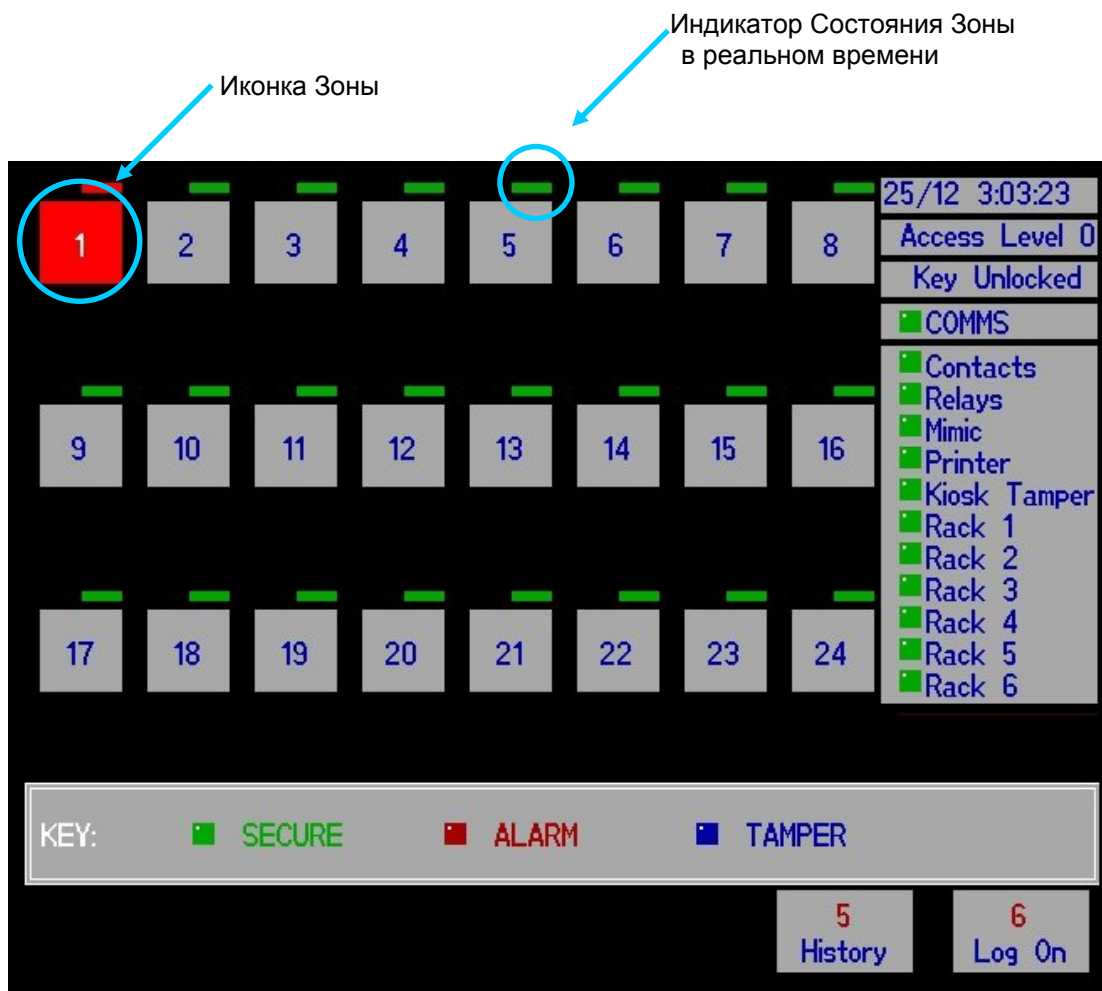 Индикатор Состояния Зоны
в реальном времени
Иконка Зоны
1 2 3 4 5 6 7 8
25/12 3:03:23
Access Level 0
Key Unlocked
COMMS
Contacts
Relays
Mimic
Printer
Kiosk Tamper
Rack 1
Rack 2
Rack 3
Rack 4
Rack 5
Rack 6
9 10 11 12 13 14 15 16
17 18 19 20 21 22 23 24
KEY: SECURE ALARM TAMPER
5
History
6
Log On